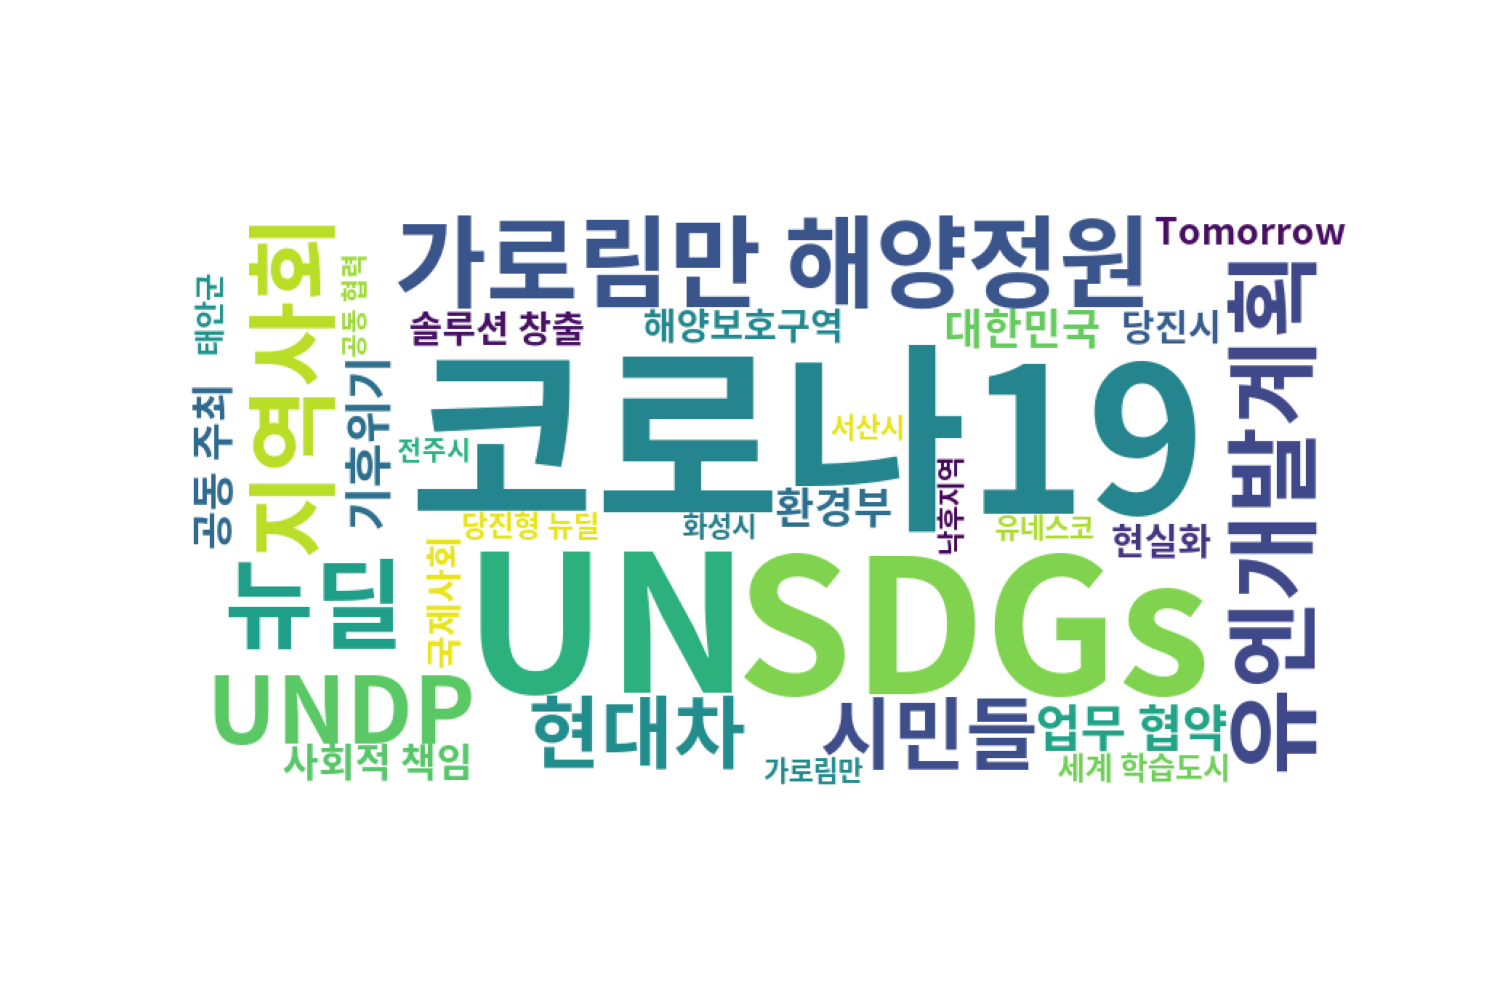 가로림만 해양정원
Tomorrow
솔루션 창출
해양보호구역
대한민국
당진시
태안군
지역사회
공동 협력
유엔개발계획
코로나19
공동 주최
기후위기
전주시
서산시
낙후지역
당진형 뉴딜
화성시
환경부
유네스코
현실화
뉴딜
국제사회
UN
SDGs
UNDP
현대차
시민들
업무 협약
사회적 책임
가로림만
세계 학습도시